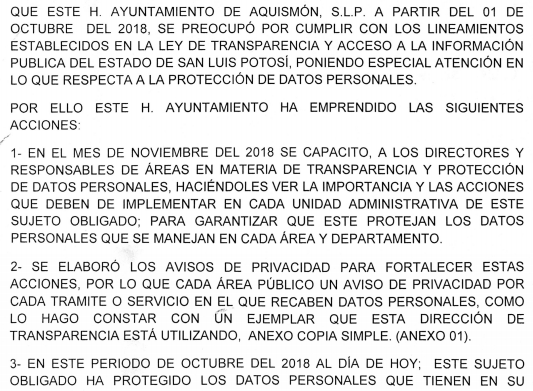 QUE ESTE H. AYUNTAMIENTO DE AQUISMÓN, S.L.P. A PARTIR DEL 01 DE
OCTUBRE DEL 2018, SE PREOCUPÓ POR CUMPLIR CON LOS LINEAMIENTOS
ESTABLECIDOS EN LA LEY DE TRANSPARENCIA Y ACCESO A LA INFORMACIÓN
PUBLICA DEL ESTADO DE SAN LUIS POTOSÍ, PONIENDO ESPECIAL ATENCIÓN EN
LO QUE RESPECTA A LA PROTECCIÓN DE DATOS PERSONALES.
POR ELLO ESTE H. AYUNTAMIENTO HA EMPRENDIDO LAS SIGUIENTES
ACCIONES:
1- EN EL MES DE NOVIEMBRE DEL 2018 SE CAPACITO, A LOS DIRECTORES Y
RESPONSABLES DE ÁREAS EN MATERIA DE TRANSPARENCIA Y PROTECCIÓN
DE DATOS PERSONALES, HACIÉNDOLES VER LA IMPORTANCIA Y LAS ACCIONES
QUE DEBEN DE IMPLEMENTAR EN CADA UNIDAD ADMINISTRATIVA DE ESTE
SUJETO OBLIGADO; PARA GARANTIZAR QUE ESTE PROTEJAN LOS DATOS
PERSONALES QUE SE MANEJAN EN CADA ÁREA Y DEPARTAMENTO.
2- SE ELABORÓ LOS AVISOS DE PRIVACIDAD PARA FORTALECER ESTAS
ACCIONES, POR LO QUE CADA ÁREA PÚBLICO UN AVISO DE PRIVACIDAD POR
CADA TRAMITE O SERVICIO EN EL QUE RECABEN DATOS PERSONALES, COMO
LO HAGO CONSTAR CON UN EJEMPLAR QUE ESTA DIRECCIÓN DE
TRANSPARENCIA ESTÁ UTILIZANDO, ANEXO COPIA SIMPLE. (ANEXO 01).
3- EN ESTE PERIODO DE OCTUBRE DEL 2018 AL DÍA DE HOY; ESTE SUJETO
OBLIGADO HA PROTEGIDO LOS DATOS PERSONALES QUE TIENEN EN SU